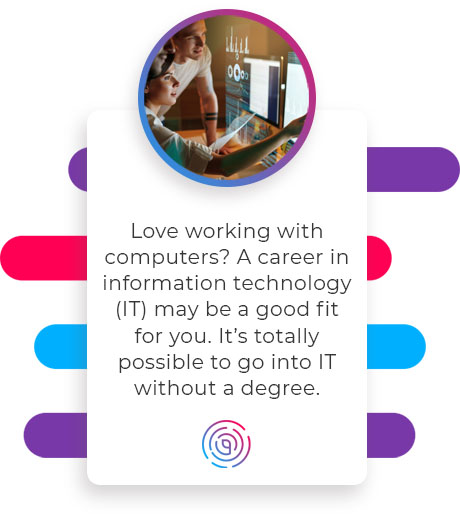 Love working with
computers? A career in
information technology
(IT) may be a good fit
for you. It’s totally
possible to go into IT
without a degree.